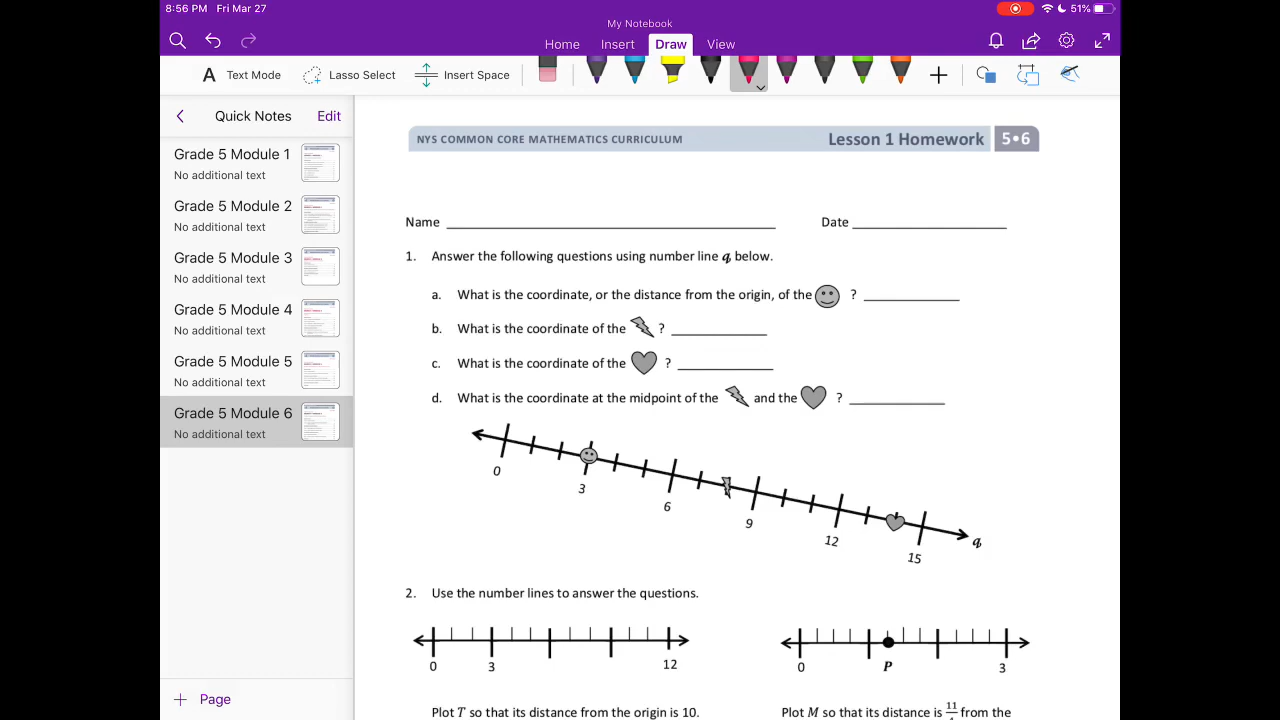 8:56 PM Fri Mar 27
51%
My Notebook
Home Insert Draw View
Text Mode Lasso Select Insert Space
Quick Notes Edit
Grade 5 Module 1
No additional text
Grade 5 Module 2
No additional text
Grade 5 Module 3
No additional text
Grade 5 Module 4
No additional text
Grade 5 Module 5
No additional text
Grade 5 Module 6
No additional text
Page
NYS COMMON CORE MATHEMATICS CURRICULUM Lesson 1 Homework 5•6
Name Date
1. Answer the following questions using number line q, below.
a. What is the coordinate, or the distance from the origin, of the ?
b. What is the coordinate of the ?
c. What is the coordinate of the ?
d. What is the coordinate at the midpoint of the and the ?
0
3
6
9
12
15
q
2. Use the number lines to answer the questions.
0 3 12
0 P 3
Plot T so that its distance from the origin is 10.
Plot M so that its distance is 11/4 from the